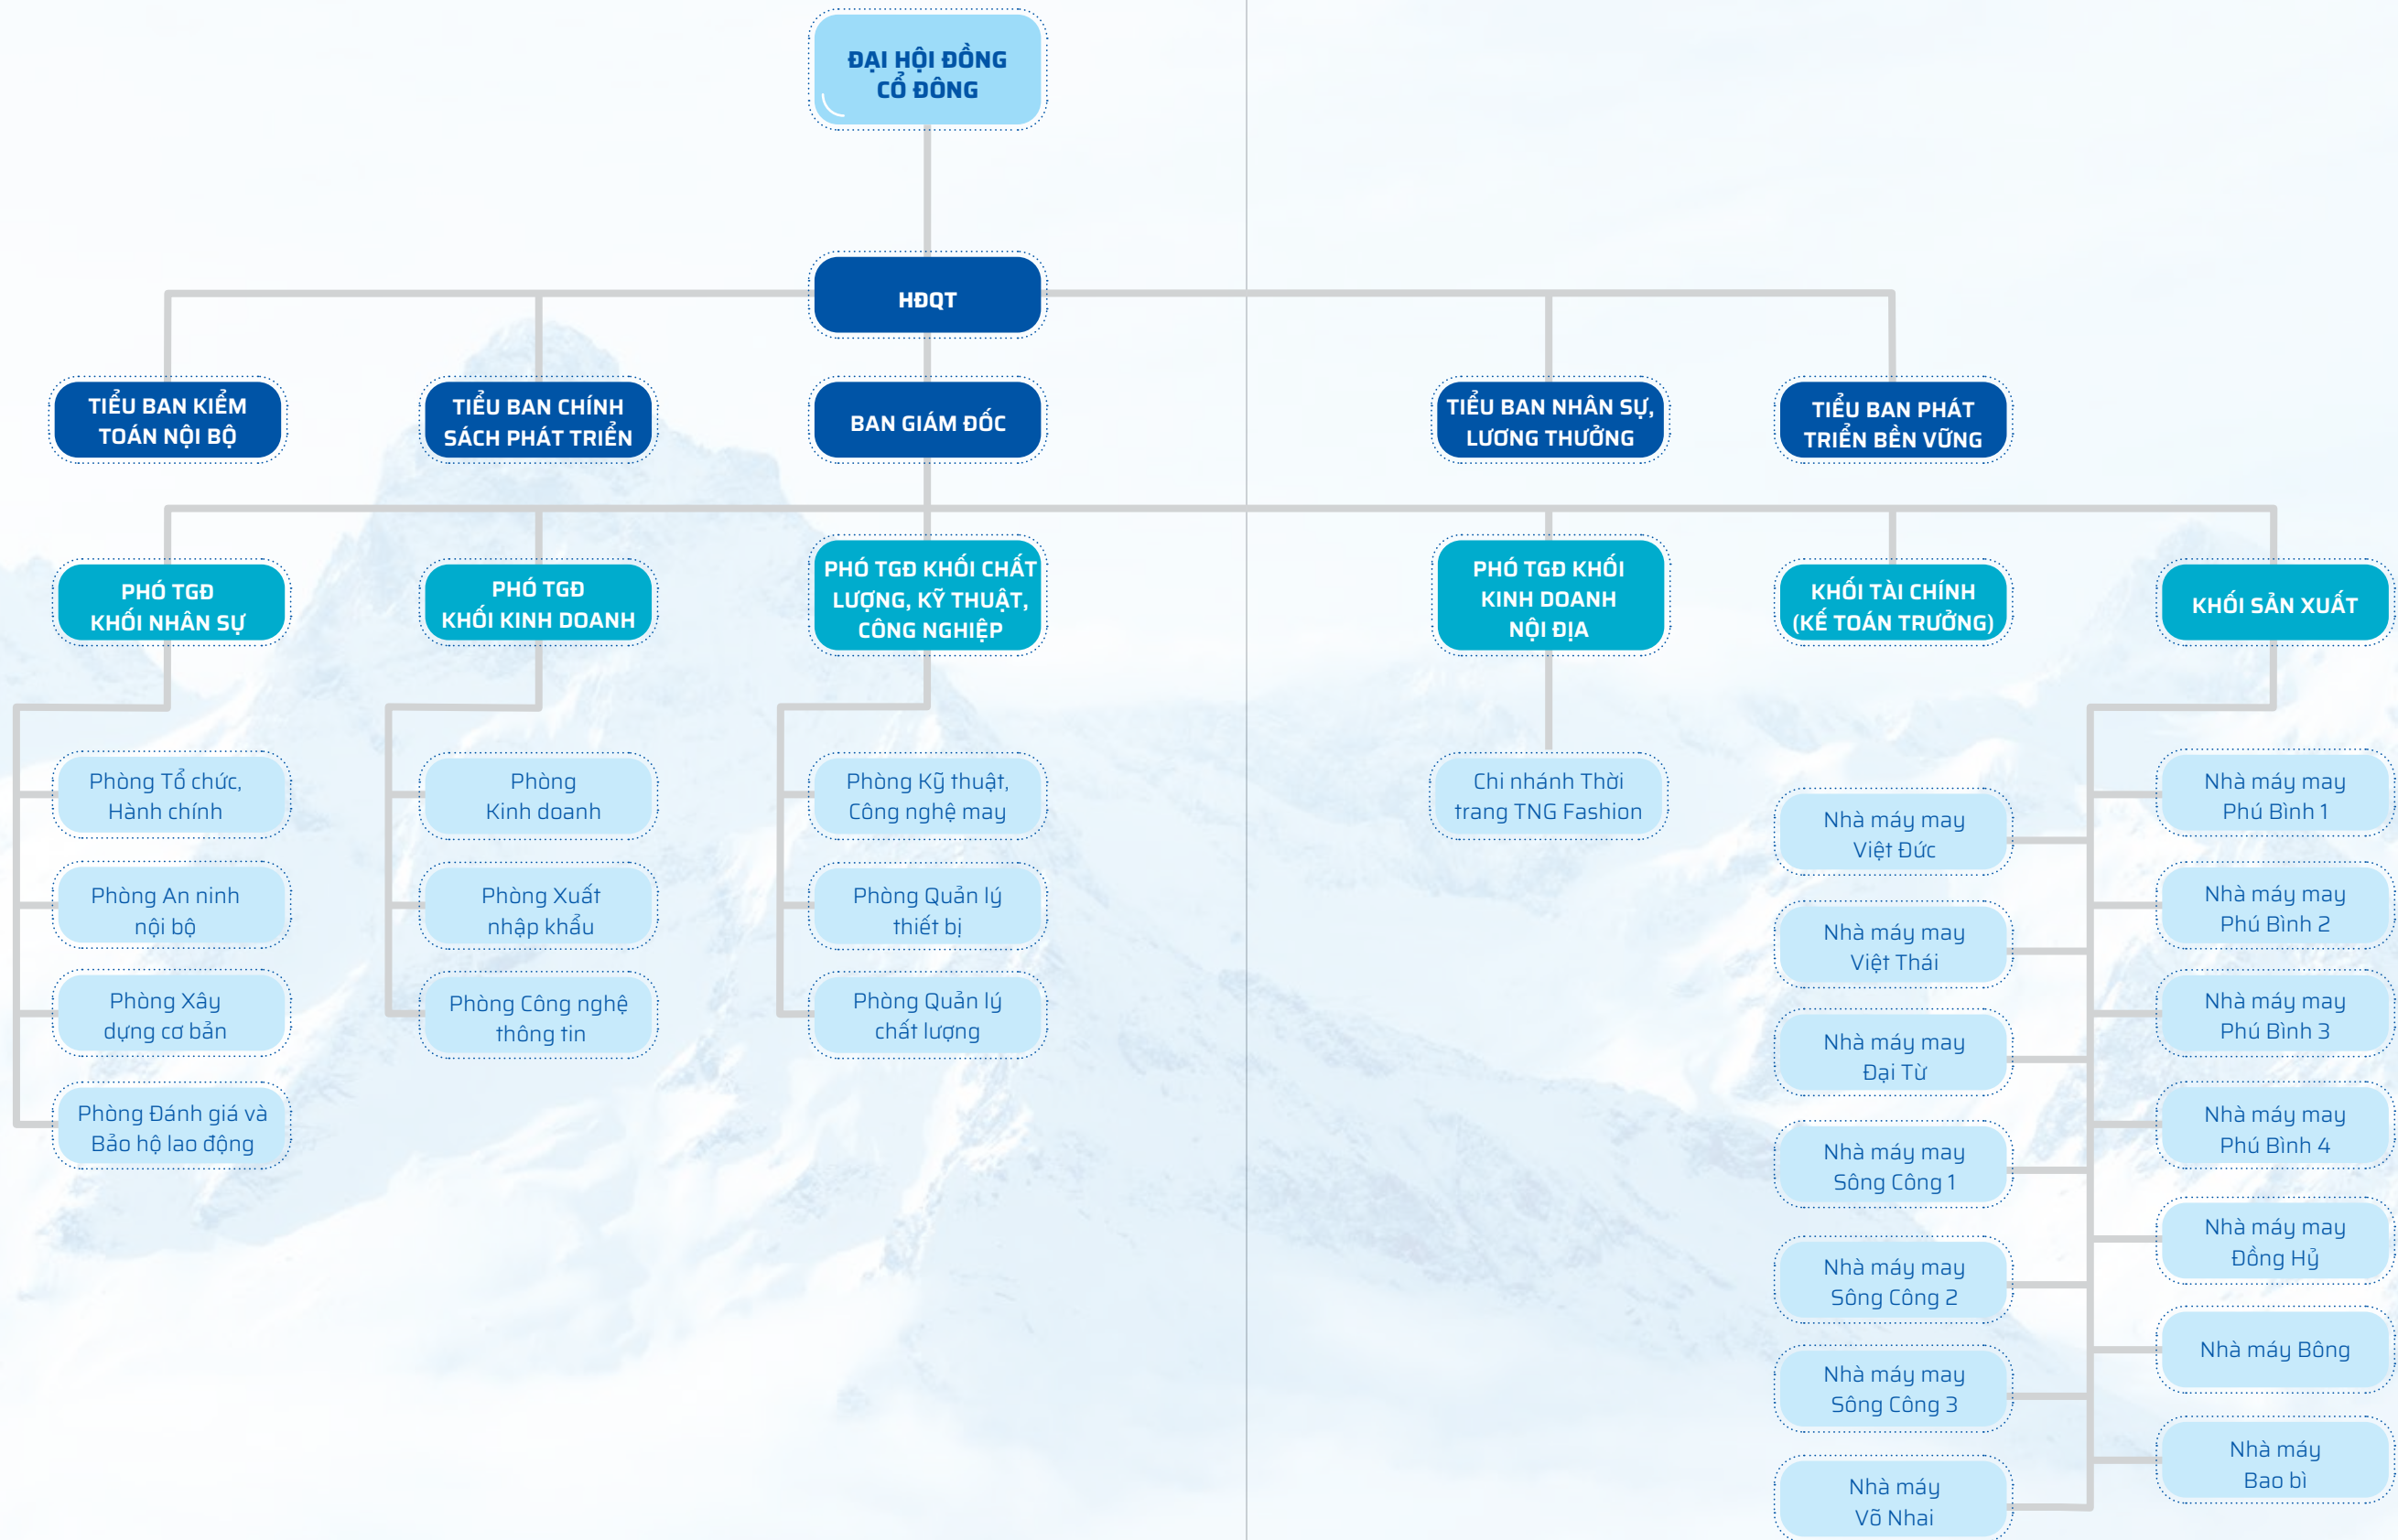 ĐẠI HỘI ĐỒNG
CỔ ĐÔNG
HĐQT
TIỂU BAN KIỂM
TOÁN NỘI BỘ
TIỂU BAN CHÍNH
SÁCH PHÁT TRIỂN
BAN GIÁM ĐỐC
TIỂU BAN NHÂN SỰ,
LƯƠNG THƯỞNG
TIỂU BAN PHÁT
TRIỂN BỀN VỮNG
PHÓ TGĐ
KHỐI NHÂN SỰ
PHÓ TGĐ
KHỐI KINH DOANH
PHÓ TGĐ KHỐI CHẤT
LƯỢNG, KỸ THUẬT,
CÔNG NGHIỆP
PHÓ TGĐ KHỐI
KINH DOANH
NỘI ĐỊA
KHỐI TÀI CHÍNH
(KẾ TOÁN TRƯỞNG)
KHỐI SẢN XUẤT
Phòng Tổ chức,
Hành chính
Phòng An ninh
nội bộ
Phòng Xây
dựng cơ bản
Phòng Đánh giá và
Bảo hộ lao động
Phòng
Kinh doanh
Phòng Xuất
nhập khẩu
Phòng Công nghệ
thông tin
Phòng Kỹ thuật,
Công nghệ may
Phòng Quản lý
thiết bị
Phòng Quản lý
chất lượng
Chi nhánh Thời
trang TNG Fashion
Nhà máy may
Việt Đức
Nhà máy may
Việt Thái
Nhà máy may
Đại Từ
Nhà máy may
Sông Công 1
Nhà máy may
Sông Công 2
Nhà máy may
Sông Công 3
Nhà máy
Võ Nhai
Nhà máy may
Phú Bình 1
Nhà máy may
Phú Bình 2
Nhà máy may
Phú Bình 3
Nhà máy may
Phú Bình 4
Nhà máy may
Đồng Hỷ
Nhà máy Bông
Nhà máy
Bao bì